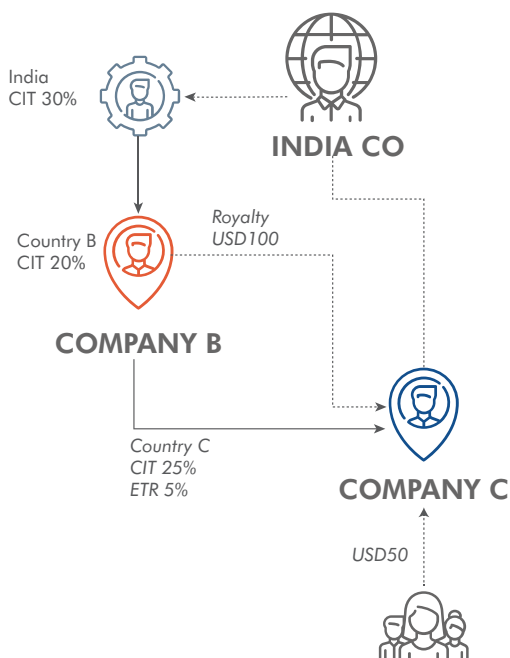 India
CIT 30%
INDIA CO
Royalty
USD100
Country B
CIT 20%
COMPANY B
Country C
CIT 25%
ETR 5%
COMPANY C
USD50